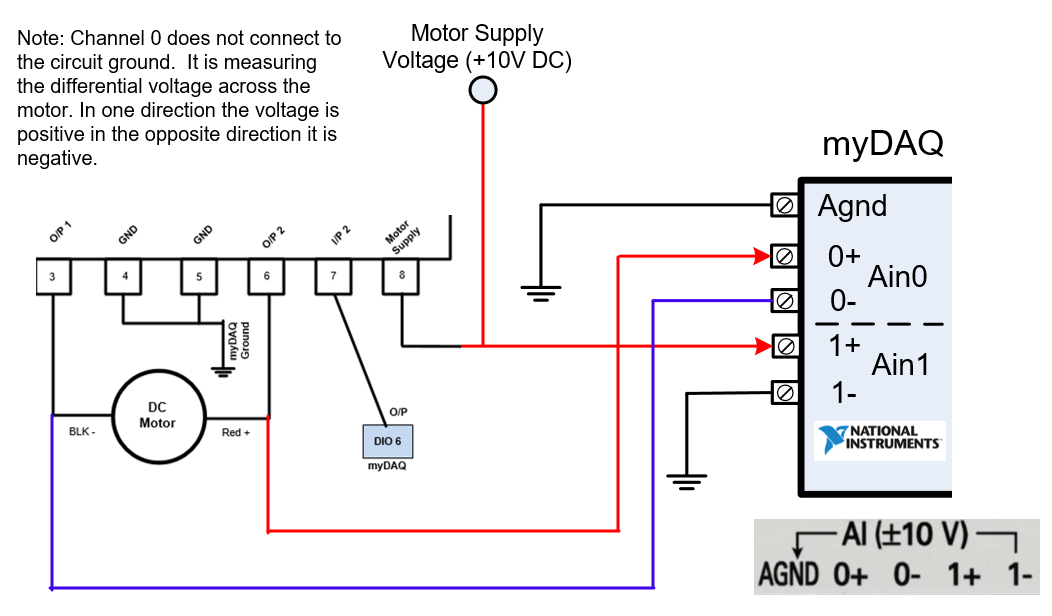 Note: Channel 0 does not connect to
the circuit ground. It is measuring
the differential voltage across the
motor. In one direction the voltage is
positive in the opposite direction it is
negative.
Motor Supply
Voltage (+10V DC)
myDAQ
Agnd
0+
Ain0
0-
1+
Ain1
1-
NATIONAL
INSTRUMENTS
O/P 1
GND
GND
O/P 2
I/P 2
Motor
Supply
3
4
5
6
7
8
myDAQ
Ground
DC
Motor
BLK -
Red +
O/P
DIO 6
myDAQ
AI (±10 V)
AGND 0+ 0- 1+ 1-